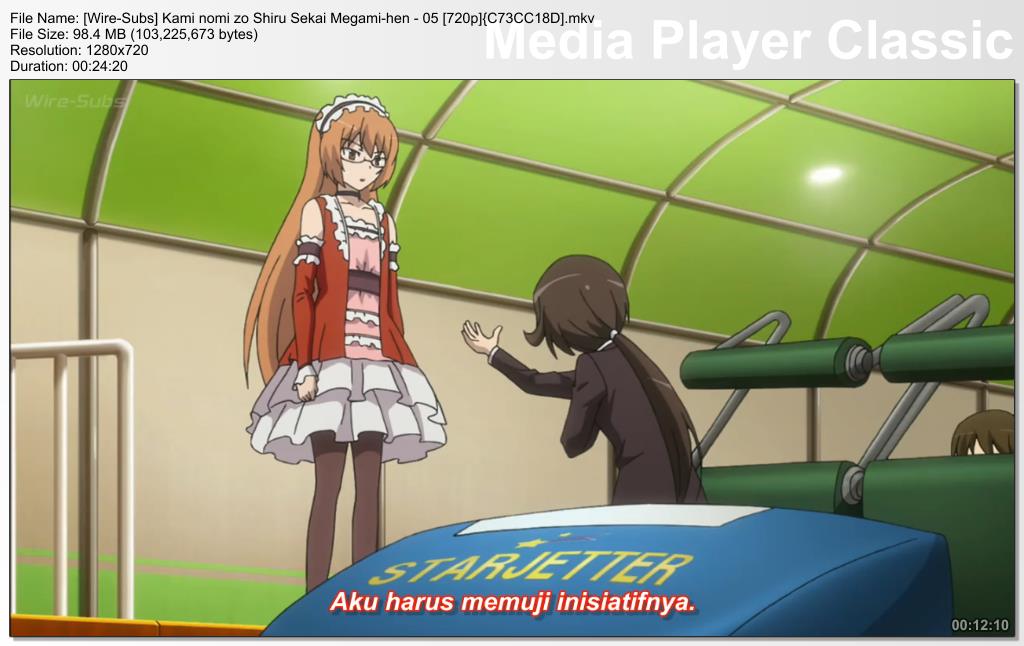 File Name: [Wire-Subs] Kami nomi zo Shiru Sekai Megami-hen - 05 [720p]{C73CC18D].mkv
Media Player Classic
File Size: 98.4 MB (103,225,673 bytes)
Resolution: 1280x720
Duration: 00:24:20
Wire-Subs
STARJETTER
Aku harus memuji inisiatifnya.
00:12:10